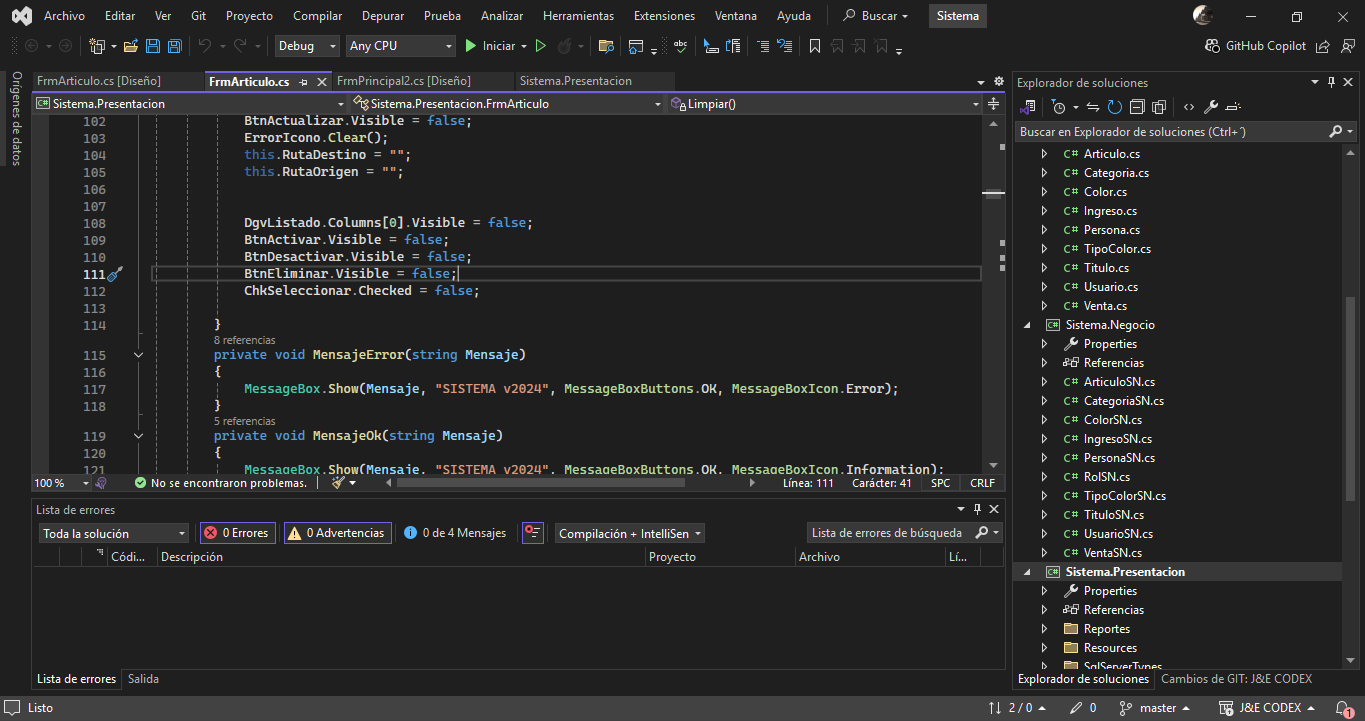 Archivo Editar Ver Git Proyecto Compilar Depurar Prueba Analizar Herramientas Extensiones Ventana Ayuda Buscar Sistema
Debug Any CPU Iniciar GitHub Copilot
Orígenes de datos
FrmArticulo.cs [Diseño] FrmArticulo.cs FrmPrincipal2.cs [Diseño] Sistema.Presentacion
Sistema.Presentacion Sistema.Presentacion.FrmArticulo Limpiar()
102 BtnActualizar.Visible = false;
103 ErrorIcono.Clear();
104 this.RutaDestino = "";
105 this.RutaOrigen = "";
106
107
108 DgvListado.Columns[0].Visible = false;
109 BtnActivar.Visible = false;
110 BtnDesactivar.Visible = false;
111 BtnEliminar.Visible = false;
112 ChkSeleccionar.Checked = false;
113
114 }
8 referencias
115 private void MensajeError(string Mensaje)
116 {
117 MessageBox.Show(Mensaje, "SISTEMA v2024", MessageBoxButtons.OK, MessageBoxIcon.Error);
118 }
5 referencias
119 private void MensajeOk(string Mensaje)
120 {
121 MessageBox.Show(Mensaje, "SISTEMA v2024", MessageBoxButtons.OK, MessageBoxIcon.Information);
100 % No se encontraron problemas. Línea: 111 Carácter: 41 SPC CRLF
Lista de errores
Toda la solución 0 Errores 0 Advertencias 0 de 4 Mensajes Compilación + IntelliSen Lista de errores de búsqueda
Códi... Descripción Proyecto Archivo Lí...
Lista de errores Salida
Explorador de soluciones
Buscar en Explorador de soluciones (Ctrl+´)
C# Articulo.cs
C# Categoria.cs
C# Color.cs
C# Ingreso.cs
C# Persona.cs
C# TipoColor.cs
C# Titulo.cs
C# Usuario.cs
C# Venta.cs
C# Sistema.Negocio
Properties
Referencias
C# ArticuloSN.cs
C# CategoriaSN.cs
C# ColorSN.cs
C# IngresoSN.cs
C# PersonaSN.cs
C# RolSN.cs
C# TipoColorSN.cs
C# TituloSN.cs
C# UsuarioSN.cs
C# VentaSN.cs
C# Sistema.Presentacion
Properties
Referencias
Reportes
Resources
SqlServerTypes
Explorador de soluciones Cambios de GIT: J&E CODEX
Listo 2 / 0 0 master J&E CODEX 1